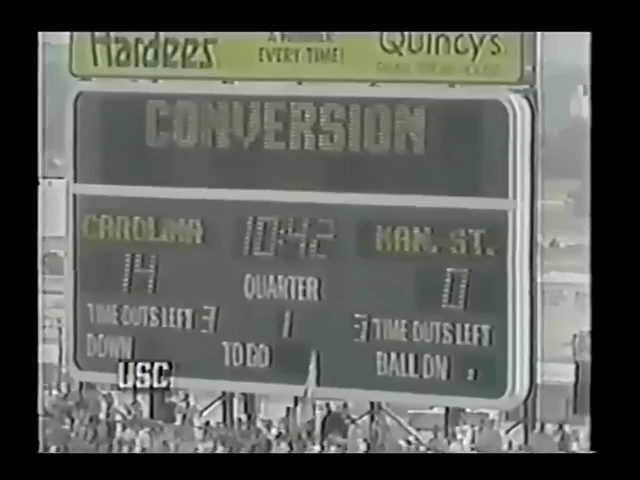 Hardees
A WINNER
EVERY TIME!
Quincy's
CONVERSION
CAROLINA 10:42 KAN. ST.
14 QUARTER 0
TIME OUTS LEFT 3 1 3 TIME OUTS LEFT
DOWN TO GO BALL ON
USC